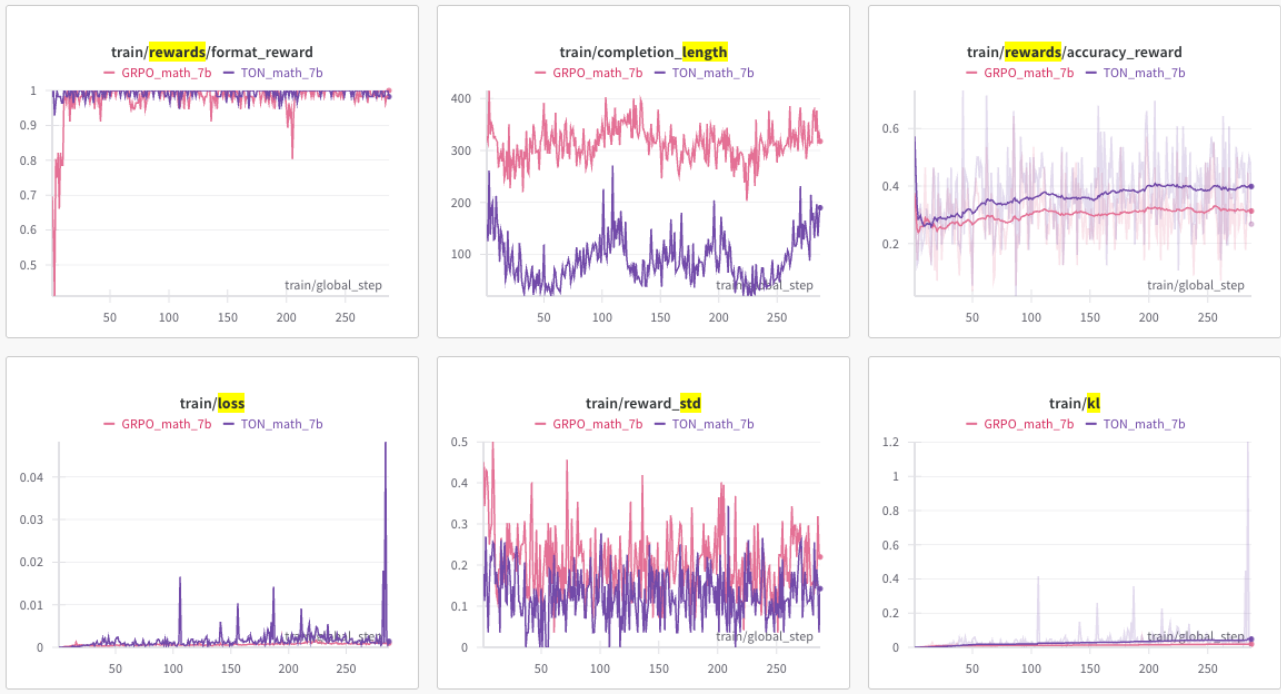 train/rewards/format_reward
GRPO_math_7b TON_math_7b
1
0.9
0.8
0.7
0.6
0.5
train/global_step
50 100 150 200 250
train/completion_length
GRPO_math_7b TON_math_7b
400
300
200
100
train/global_step
50 100 150 200 250
train/rewards/accuracy_reward
GRPO_math_7b TON_math_7b
0.6
0.4
0.2
train/global_step
50 100 150 200 250
train/loss
GRPO_math_7b TON_math_7b
0.04
0.03
0.02
0.01
0
train/global_step
50 100 150 200 250
train/reward_std
GRPO_math_7b TON_math_7b
0.5
0.4
0.3
0.2
0.1
0
train/global_step
50 100 150 200 250
train/kl
GRPO_math_7b TON_math_7b
1.2
1
0.8
0.6
0.4
0.2
0
train/global_step
50 100 150 200 250